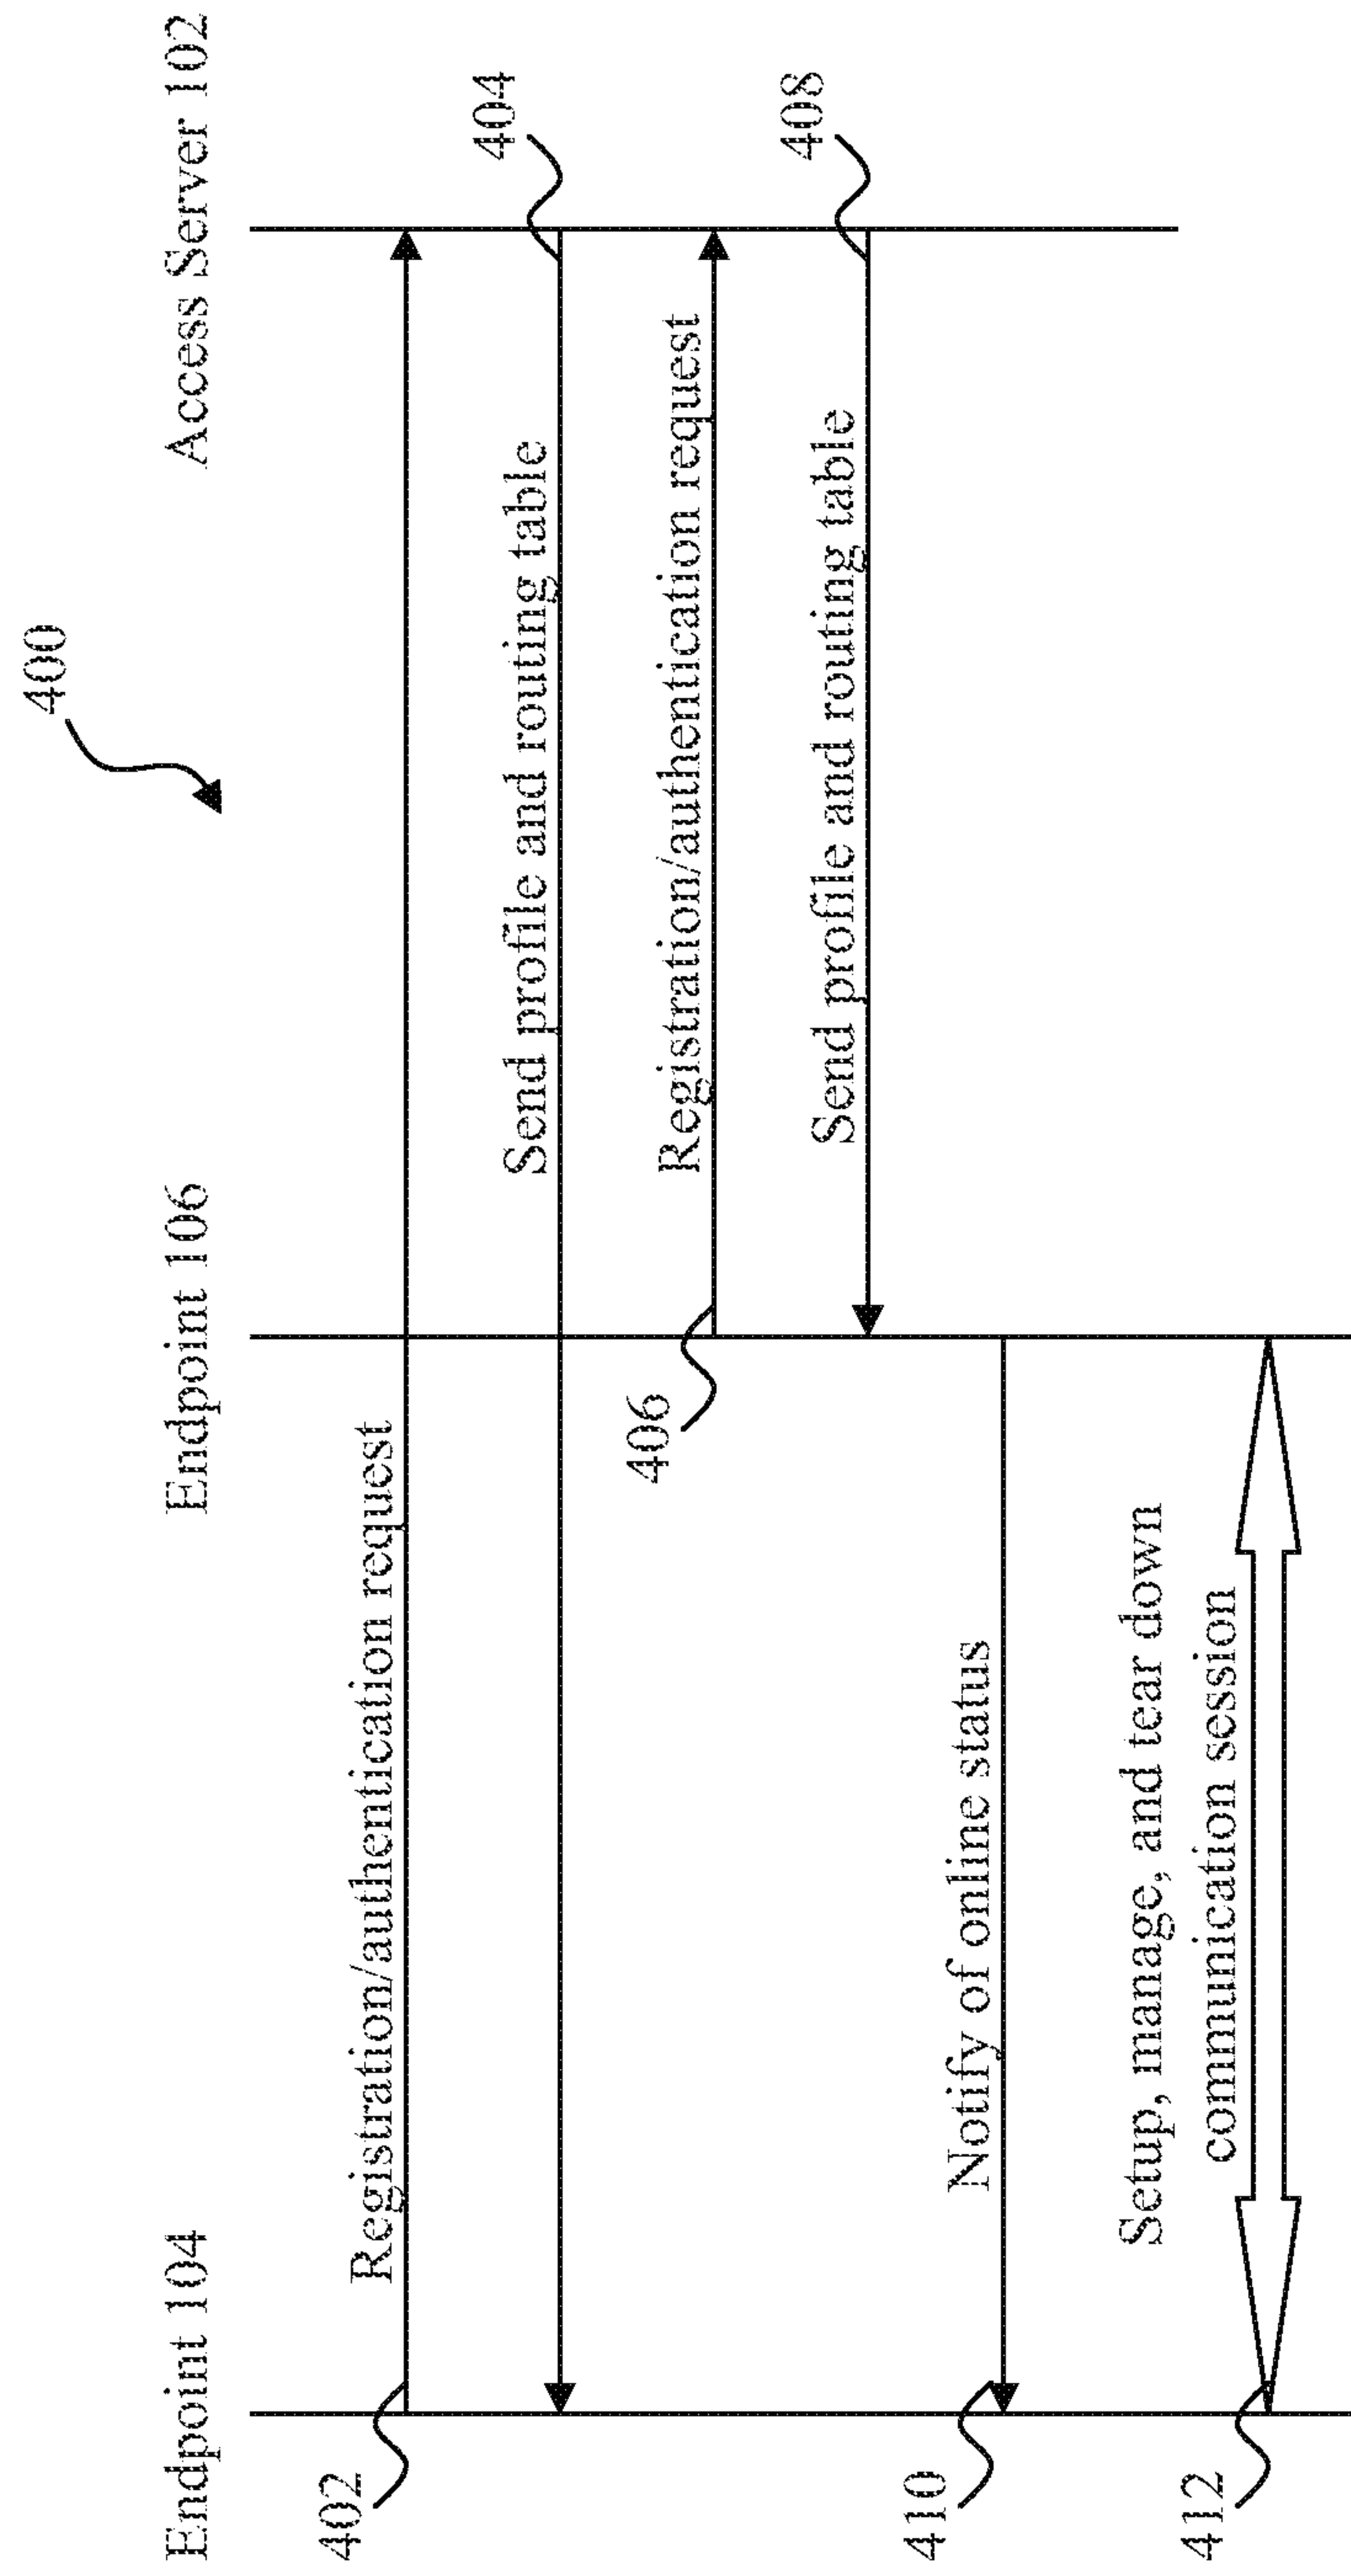 400
Endpoint 104
Endpoint 106
Access Server 102
402
Registration/authentication request
404
Send profile and routing table
406
Registration/authentication request
408
Send profile and routing table
410
Notify of online status
412
Setup, manage, and tear down
communication session